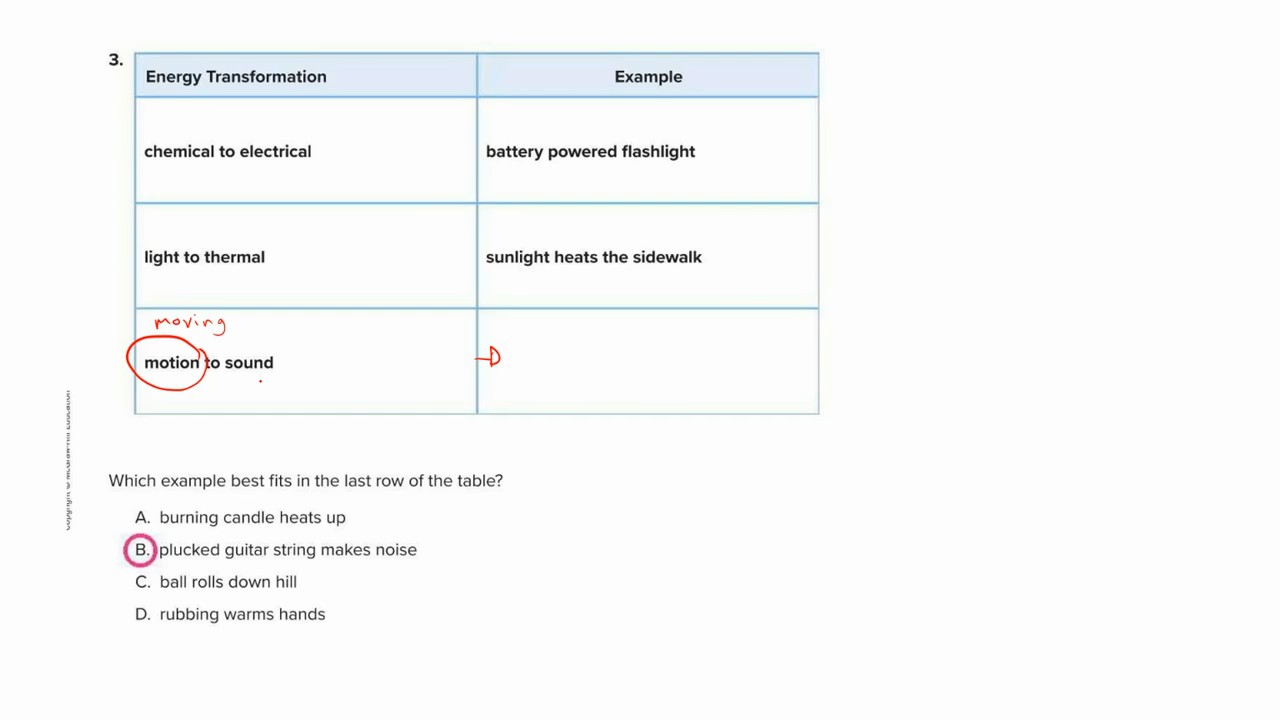 3.
Energy Transformation Example
chemical to electrical battery powered flashlight
light to thermal sunlight heats the sidewalk
moving
motion to sound
Which example best fits in the last row of the table?
A. burning candle heats up
B. plucked guitar string makes noise
C. ball rolls down hill
D. rubbing warms hands